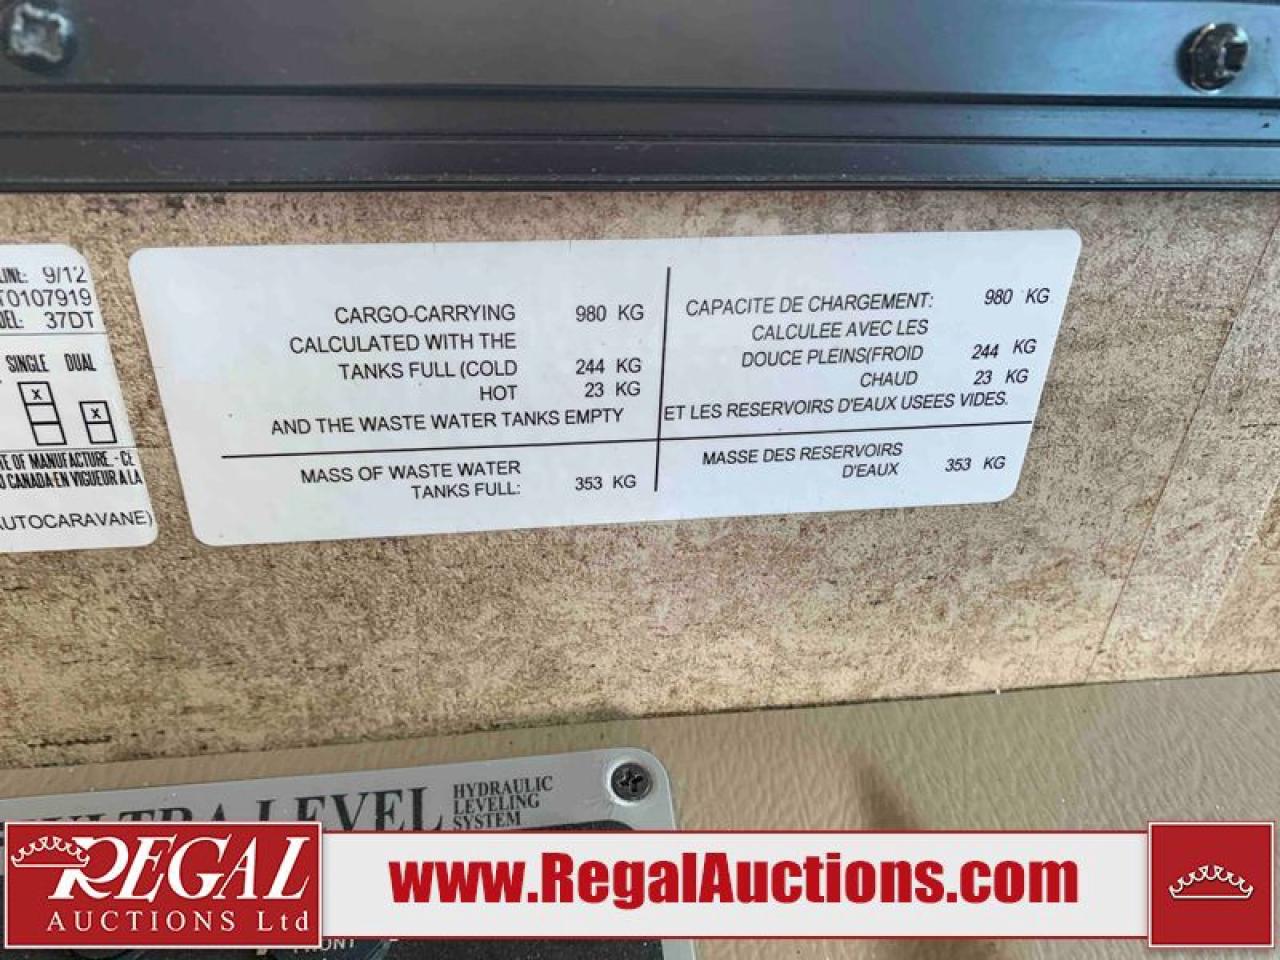 9/12
T0107919
37DT
SINGLE DUAL
X
X
OF MANUFACTURE.
CANADA EN VIGUEUR A LA
AUTOCARAVANE)
CARGO-CARRYING 980 KG
CALCULATED WITH THE
TANKS FULL (COLD 244 KG
HOT 23 KG
AND THE WASTE WATER TANKS EMPTY
MASS OF WASTE WATER
TANKS FULL: 353 KG
CAPACITE DE CHARGEMENT: 980 KG
CALCULEE AVEC LES
DOUCE PLEINS(FROID 244 KG
CHAUD 23 KG
ET LES RESERVOIRS D'EAUX USEES VIDES.
MASSE DES RESERVOIRS
D'EAUX 353 KG
LEVEL
HYDRAULIC
LEVELING
SYSTEM
REGAL
AUCTIONS Ltd
www.RegalAuctions.com
FRONT